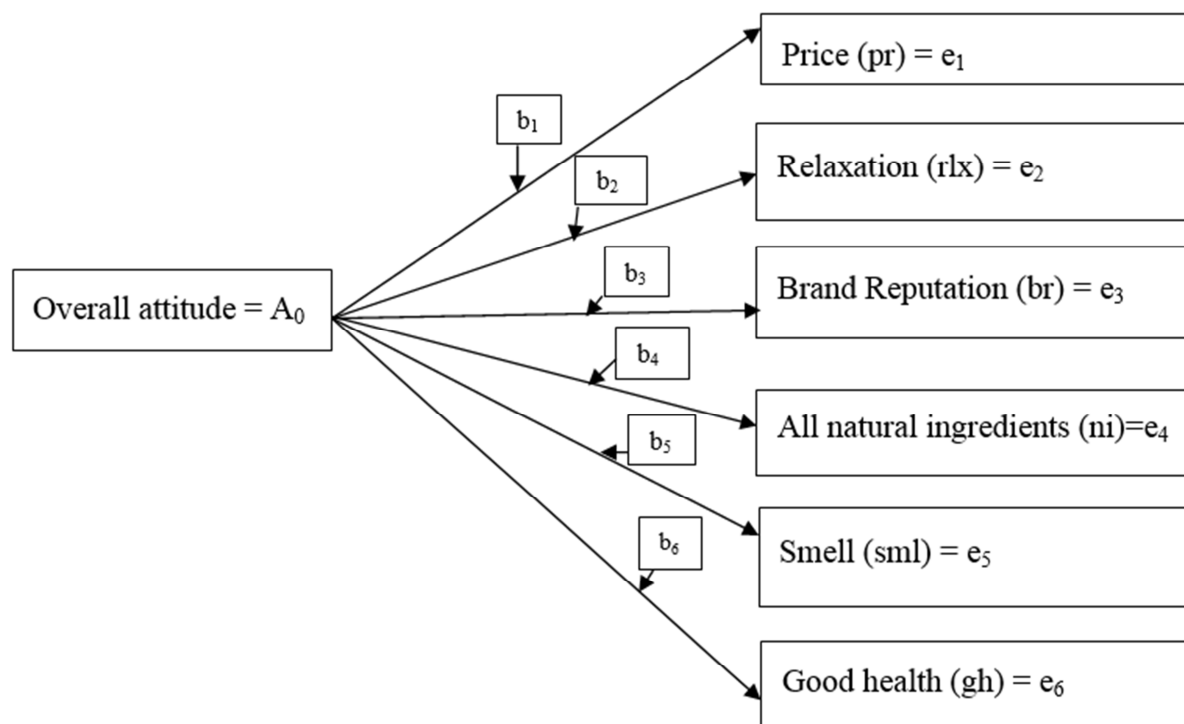 Price (pr) = e₁
b₁
Relaxation (rlx) = e₂
b₂
Brand Reputation (br) = e₃
b₃
Overall attitude = A₀
b₄
All natural ingredients (ni)=e₄
b₅
Smell (sml) = e₅
b₆
Good health (gh) = e₆